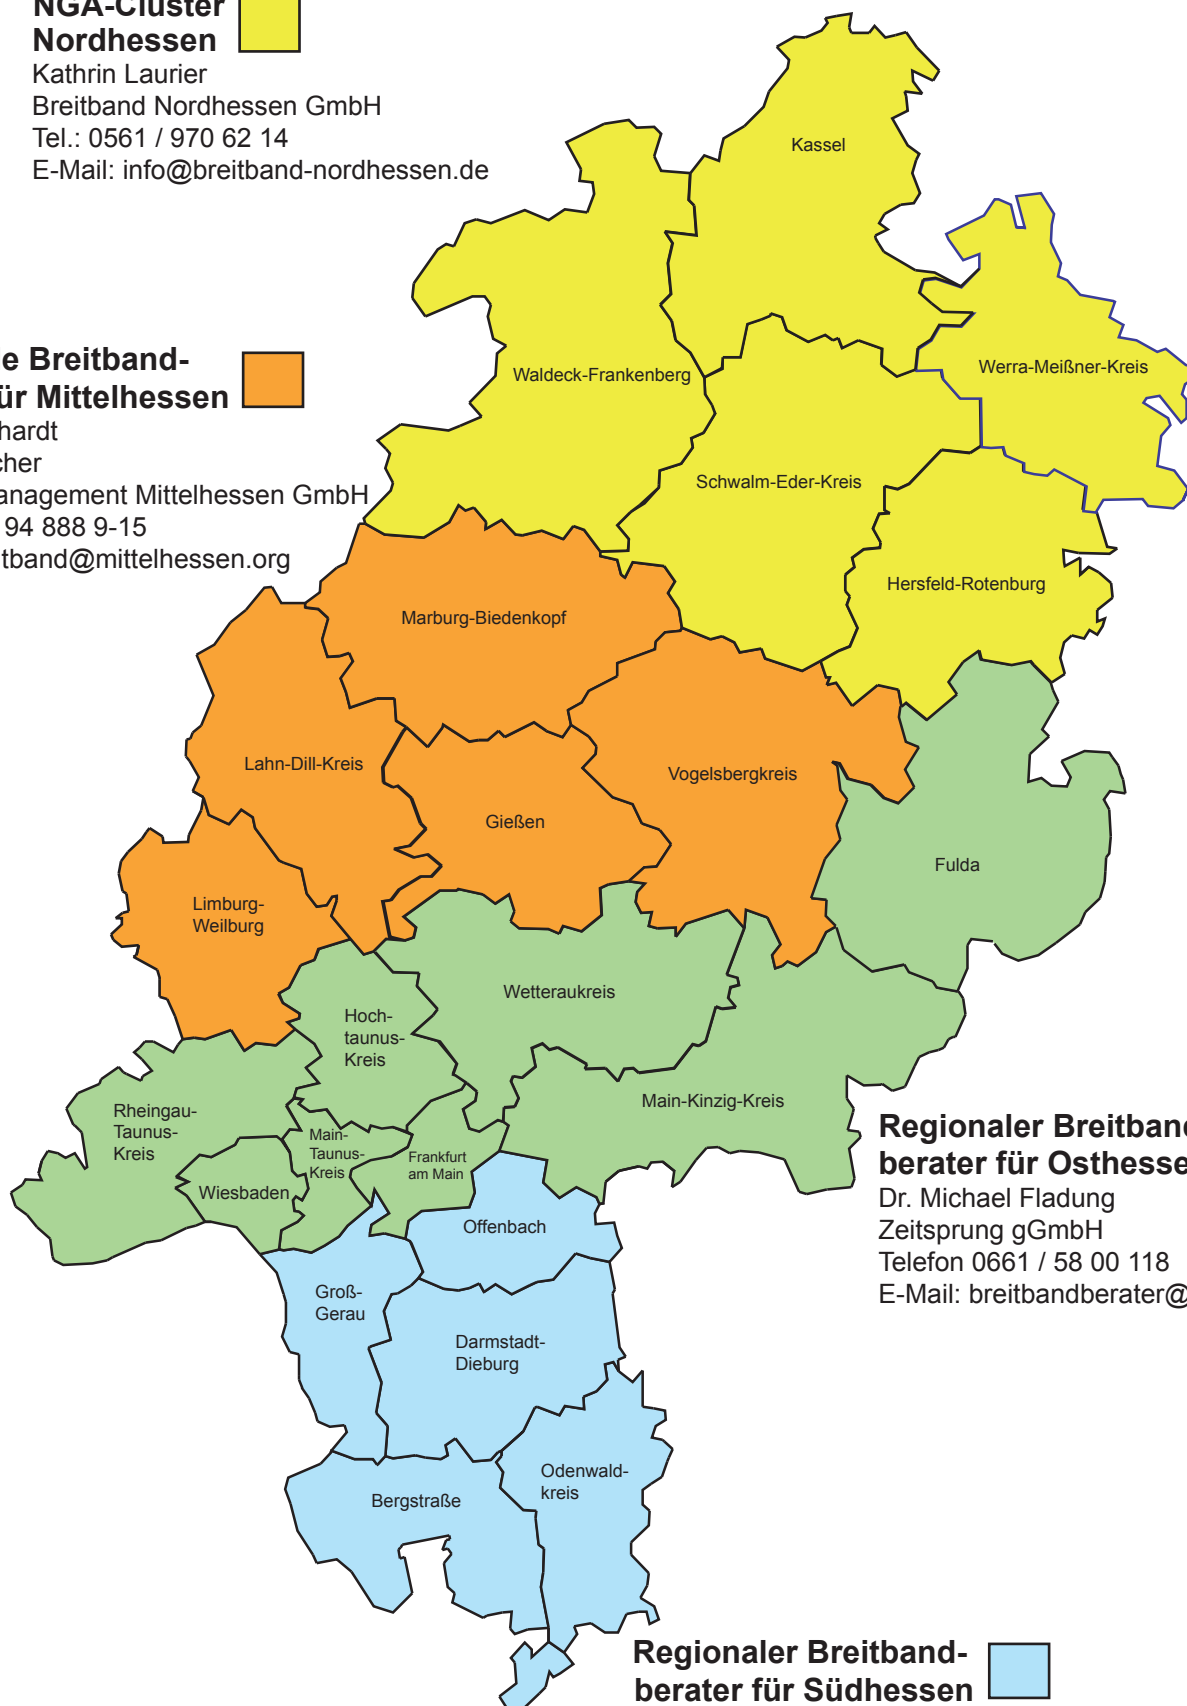 NGA-Cluster
Nordhessen
Kathrin Laurier
Breitband Nordhessen GmbH
Tel.: 0561 / 970 62 14
E-Mail: info@breitband-nordhessen.de
Kassel
Werra-Meißner-Kreis
Waldeck-Frankenberg
Schwalm-Eder-Kreis
Hersfeld-Rotenburg
e Breitband-
ür Mittelhessen
hardt
cher
anagement Mittelhessen GmbH
94 888 9-15
tband@mittelhessen.org
Marburg-Biedenkopf
Lahn-Dill-Kreis
Vogelsbergkreis
Gießen
Limburg-
Weilburg
Fulda
Wetteraukreis
Hoch-
taunus-
Kreis
Main-Kinzig-Kreis
Rheingau-
Taunus-
Kreis
Main-
Taunus-
Kreis
Frankfurt
am Main
Wiesbaden
Regionaler Breitband
berater für Osthesse
Dr. Michael Fladung
Zeitsprung gGmbH
Telefon 0661 / 58 00 118
E-Mail: breitbandberater@
Offenbach
Groß-
Gerau
Darmstadt-
Dieburg
Odenwald-
kreis
Bergstraße
Regionaler Breitband-
berater für Südhessen